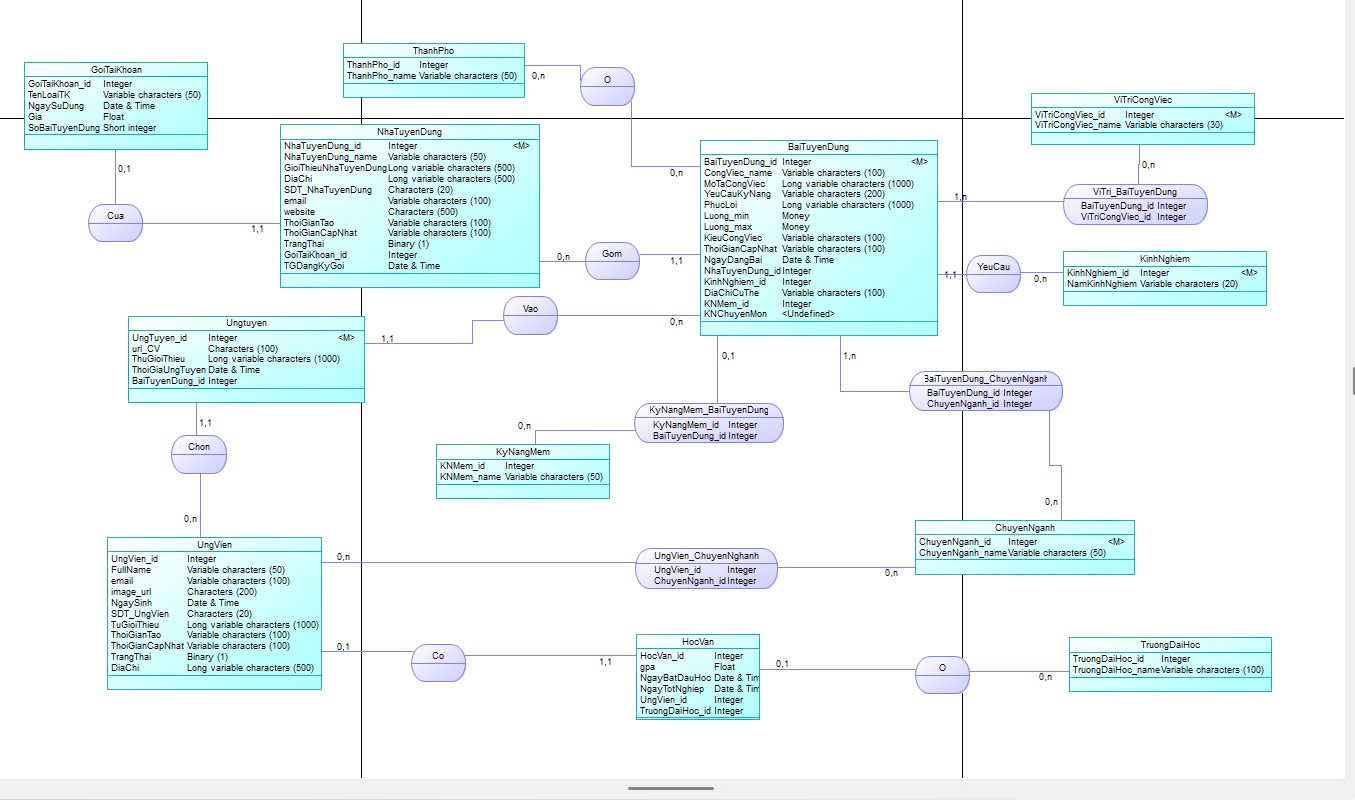 ThanhPho
ThanhPho_id Integer
ThanhPho_name Variable characters (50)
0,n
O
GoiTaiKhoan
GoiTaiKhoan_id Integer
TenLoaiTK Variable characters (50)
NgaySuDung Date & Time
Gia Float
SoBaiTuyenDung Short integer
0,1
Cua
1,1
NhaTuyenDung
NhaTuyenDung_id Integer <M>
NhaTuyenDung_name Variable characters (50)
GioiThieuNhaTuyenDung Long variable characters (500)
DiaChi Long variable characters (500)
SDT_NhaTuyenDung Characters (20)
email Variable characters (100)
website Characters (500)
ThoiGianTao Variable characters (100)
ThoiGianCapNhat Variable characters (100)
TrangThai Binary (1)
GoiTaiKhoan_id Integer
TGDangKyGoi Date & Time
0,n
Gom
1,1
0,n
BaiTuyenDung
BaiTuyenDung_id Integer <M>
CongViec_name Variable characters (100)
MoTaCongViec Long variable characters (1000)
YeuCauKyNang Variable characters (200)
PhucLoi Long variable characters (1000)
Luong_min Money
Luong_max Money
KieuCongViec Variable characters (100)
ThoiGianCapNhat Variable characters (100)
NgayDangBai Date & Time
NhaTuyenDung_id Integer
KinhNghiem_id Integer
DiaChiCuThe Variable characters (100)
KNMem_id Integer
KNChuyenMon <Undefined>
ViTriCongViec
ViTriCongViec_id Integer <M>
ViTriCongViec_name Variable characters (30)
0,n
1,n
ViTri_BaiTuyenDung
BaiTuyenDung_id Integer
ViTriCongViec_id Integer
1,1
YeuCau
0,n
KinhNghiem
KinhNghiem_id Integer <M>
NamKinhNghiem Variable characters (20)
Vao
1,1
0,n
Ungtuyen
UngTuyen_id Integer <M>
url_CV Characters (100)
ThuGioiThieu Long variable characters (1000)
ThoiGiaUngTuyen Date & Time
BaiTuyenDung_id Integer
1,1
Chon
0,n
0,1
1,n
KyNangMem_BaiTuyenDung
KyNangMem_id Integer
BaiTuyenDung_id Integer
0,n
KyNangMem
KNMem_id Integer
KNMem_name Variable characters (50)
BaiTuyenDung_ChuyenNganh
BaiTuyenDung_id Integer
ChuyenNganh_id Integer
0,n
ChuyenNganh
ChuyenNganh_id Integer <M>
ChuyenNganh_name Variable characters (50)
UngVien
UngVien_id Integer
FullName Variable characters (50)
email Variable characters (100)
image_url Characters (200)
NgaySinh Date & Time
SDT_UngVien Characters (20)
TuGioiThieu Long variable characters (1000)
ThoiGianTao Variable characters (100)
ThoiGianCapNhat Variable characters (100)
TrangThai Binary (1)
DiaChi Long variable characters (500)
0,n
UngVien_ChuyenNghanh
UngVien_id Integer
ChuyenNganh_id Integer
0,n
0,1
Co
1,1
HocVan
HocVan_id Integer
gpa Float
NgayBatDauHoc Date & Tim
NgayTotNghiep Date & Tim
UngVien_id Integer
TruongDaiHoc_id Integer
0,1
O
0,n
TruongDaiHoc
TruongDaiHoc_id Integer
TruongDaiHoc_name Variable characters (100)